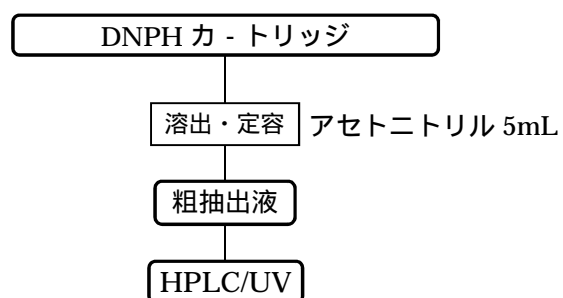 DNPH カ - トリッジ
溶出・定容 アセトニトリル 5mL
粗抽出液
HPLC/UV